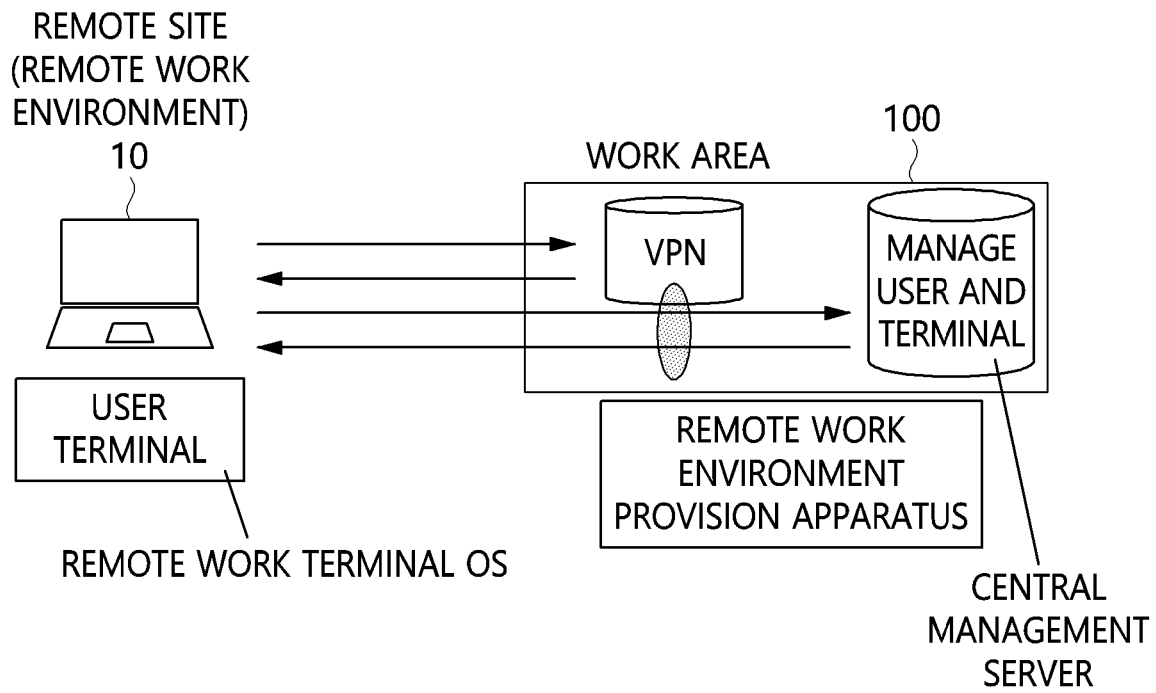 REMOTE SITE
(REMOTE WORK
ENVIRONMENT)
10
100
WORK AREA
VPN
MANAGE
USER AND
TERMINAL
USER
TERMINAL
REMOTE WORK
ENVIRONMENT
PROVISION APPARATUS
REMOTE WORK TERMINAL OS
CENTRAL
MANAGEMENT
SERVER